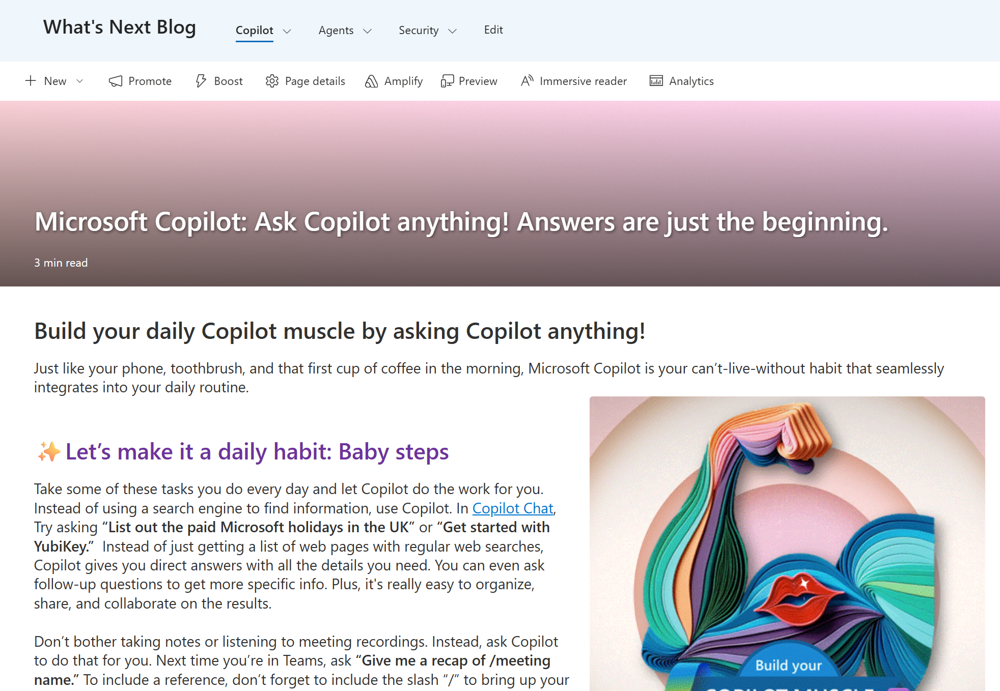 What's Next Blog
Copilot
Agents
Security
Edit
New
Promote
Boost
Page details
Amplify
Preview
Immersive reader
Analytics
Microsoft Copilot: Ask Copilot anything! Answers are just the beginning.
3 min read
Build your daily Copilot muscle by asking Copilot anything!
Just like your phone, toothbrush, and that first cup of coffee in the morning, Microsoft Copilot is your can’t-live-without habit that seamlessly
integrates into your daily routine.
✨Let’s make it a daily habit: Baby steps
Take some of these tasks you do every day and let Copilot do the work for you.
Instead of using a search engine to find information, use Copilot. In Copilot Chat,
Try asking “List out the paid Microsoft holidays in the UK” or “Get started with
YubiKey.” Instead of just getting a list of web pages with regular web searches,
Copilot gives you direct answers with all the details you need. You can even ask
follow-up questions to get more specific info. Plus, it's really easy to organize,
share, and collaborate on the results.
Don’t bother taking notes or listening to meeting recordings. Instead, ask Copilot
to do that for you. Next time you’re in Teams, ask “Give me a recap of /meeting
name.” To include a reference, don’t forget to include the slash “/” to bring up your
Build your
COPILOT MUSCLE